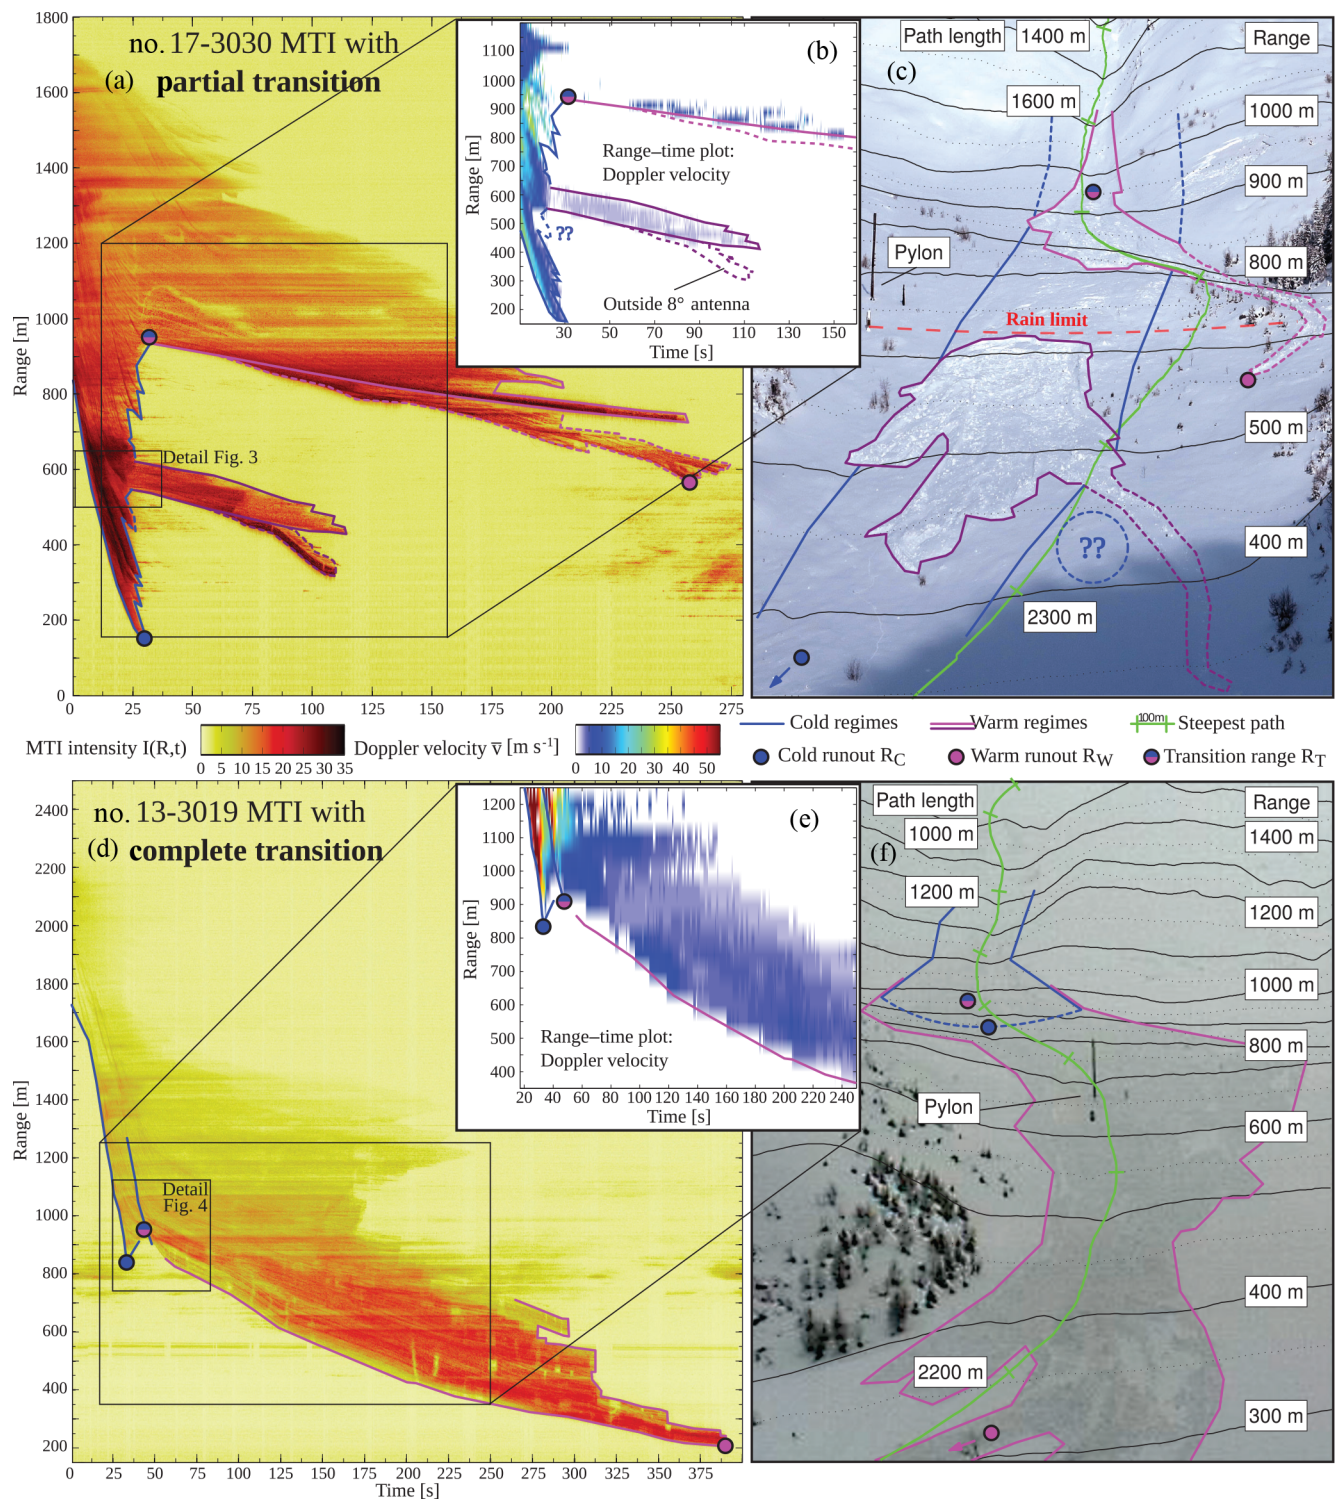 no. 17-3030 MTI with
partial transition
(a)
Range [m]
1800
1600
1400
1200
1000
800
600
400
200
0
Detail Fig. 3
0 25 50 75 100 125 150 175 200 225 250 275
(b)
Range [m]
1100
1000
900
800
700
600
500
400
300
200
Range–time plot:
Doppler velocity
??
Outside 8° antenna
30 70 90 110 150
Time [s]
(c)
Path length
1400 m
Range
1600 m
1000 m
900 m
Pylon
800 m
Rain limit
500 m
??
400 m
2300 m
MTI intensity I(R,t)
0 5 10 15 20 25 30 35
Doppler velocity v̅ [m s⁻¹]
0 10 20 30 40 50
Cold regimes
Warm regimes
100m
Steepest path
Cold runout RC
Warm runout RW
Transition range RT
no. 13-3019 MTI with
(d) complete transition
Range [m]
2400
2200
2000
1800
1600
1400
1200
1000
800
600
400
200
Detail
Fig. 4
0 25 50 75 100 125 150 175 200 225 250 275 300 325 350 375
Time [s]
(e)
Range [m]
1200
1100
1000
900
800
700
600
500
400
Range–time plot:
Doppler velocity
20 40 60 80 100 120 140 160 180 200 220 240
Time [s]
Path length
Range
1000 m
1400 m
(f)
1200 m
1200 m
1000 m
800 m
Pylon
600 m
400 m
2200 m
300 m